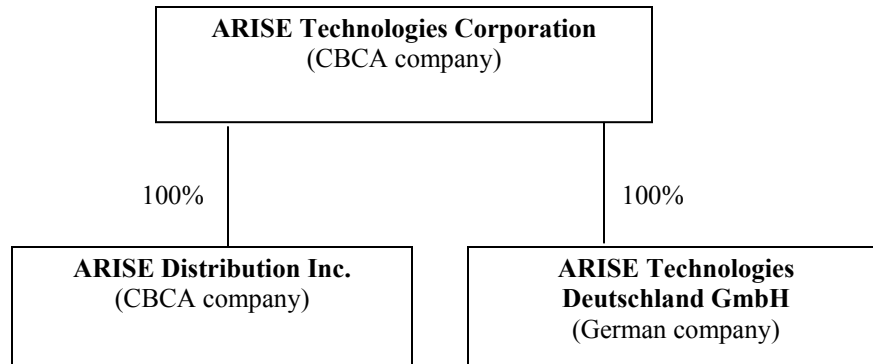 ARISE Technologies Corporation
(CBCA company)
100%
100%
ARISE Distribution Inc.
(CBCA company)
ARISE Technologies
Deutschland GmbH
(German company)